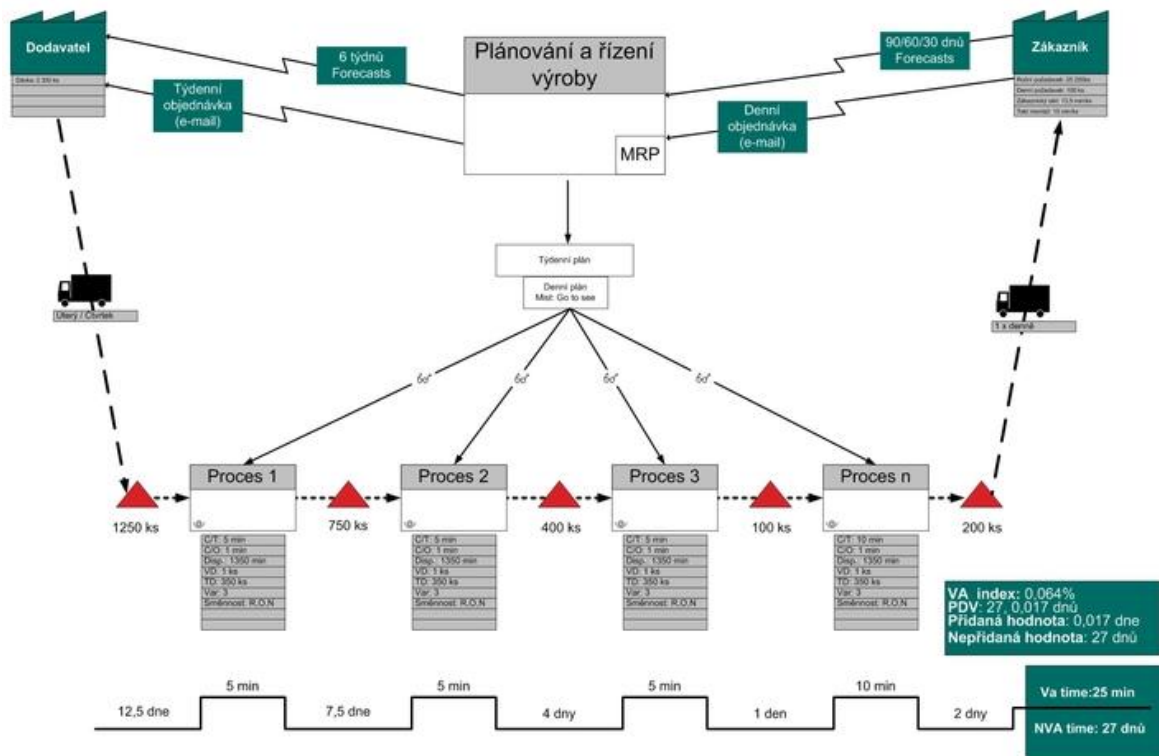 Dodavatel
6 týdnů
Forecasts
Týdenní
objednávka
(e-mail)
Plánování a řízení
výroby
MRP
90/60/30 dnů
Forecasts
Denní
objednávka
(e-mail)
Zákazník
Roční požadavek: 25 200ks
Denní požadavek: 100 ks
Týdenní plán
Denní plán
Mist: Go to see
Úterý / Čtvrtek
1 x denně
1250 ks
Proces 1
C/T: 5 min
C/O: 1 min
Disp.: 1350 min
VD: 1 ks
TD: 350 ks
Var: 3
Směnnost: R,O,N
750 ks
Proces 2
C/T: 5 min
C/O: 1 min
Disp.: 1350 min
VD: 1 ks
TD: 350 ks
Var: 3
Směnnost: R,O,N
400 ks
Proces 3
C/T: 5 min
C/O: 1 min
Disp.: 1350 min
VD: 1 ks
TD: 350 ks
Var: 3
Směnnost: R,O,N
100 ks
Proces n
C/T: 10 min
C/O: 1 min
Disp.: 1350 min
VD: 1 ks
TD: 350 ks
Var: 3
Směnnost: R,O,N
200 ks
VA index: 0,064%
PDV: 27, 0,017 dnů
Přidaná hodnota: 0,017 dne
Nepřidaná hodnota: 27 dnů
12,5 dne
5 min
7,5 dne
5 min
4 dny
5 min
1 den
10 min
2 dny
Va time:25 min
NVA time: 27 dnů